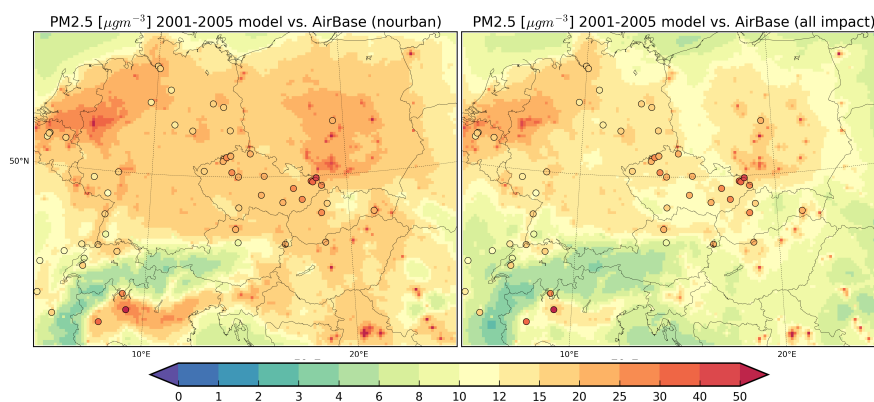 PM2.5 [μgm⁻³] 2001-2005 model vs. AirBase (nourban)
PM2.5 [μgm⁻³] 2001-2005 model vs. AirBase (all impact)
50°N
10°E
20°E
10°E
20°E
0 1 2 3 4 6 8 10 12 15 20 25 30 40 50